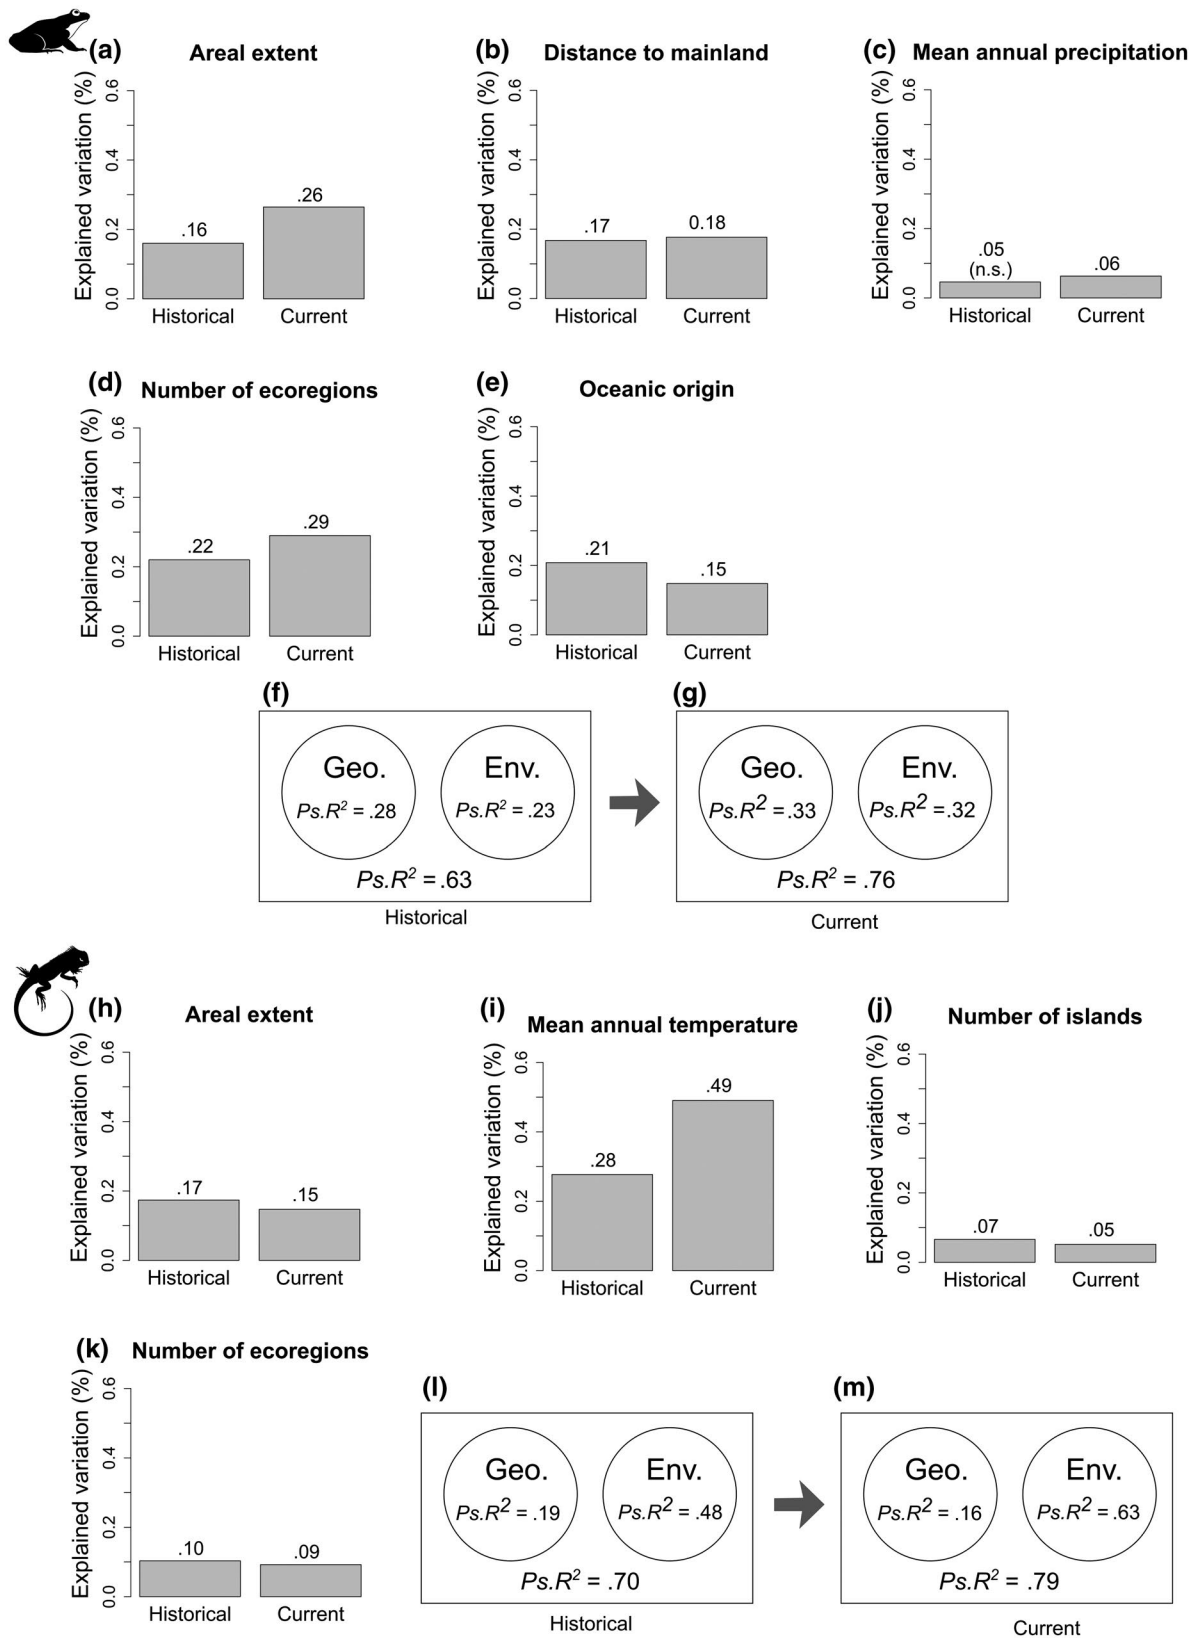 (a) Areal extent
Explained variation (%)
0.6
0.4
0.2
0.0
.16
.26
Historical
Current
(b) Distance to mainland
Explained variation (%)
0.6
0.4
0.2
0.0
.17
0.18
Historical
Current
(c) Mean annual precipitation
Explained variation (%)
0.6
0.4
0.2
0.0
.05
(n.s.)
.06
Historical
Current
(d) Number of ecoregions
Explained variation (%)
0.6
0.4
0.2
0.0
.22
.29
Historical
Current
(e) Oceanic origin
Explained variation (%)
0.6
0.4
0.2
0.0
.21
.15
Historical
Current
(f)
Geo.
Ps.R² = .28
Env.
Ps.R² = .23
Ps.R² = .63
Historical
(g)
Geo.
Ps.R² = .33
Env.
Ps.R² = .32
Ps.R² = .76
Current
(h) Areal extent
Explained variation (%)
0.6
0.4
0.2
0.0
.17
.15
Historical
Current
(i) Mean annual temperature
Explained variation (%)
0.6
0.4
0.2
0.0
.28
.49
Historical
Current
(j) Number of islands
Explained variation (%)
0.6
0.4
0.2
0.0
.07
.05
Historical
Current
(k) Number of ecoregions
Explained variation (%)
0.6
0.4
0.2
0.0
.10
.09
Historical
Current
(l)
Geo.
Ps.R² = .19
Env.
Ps.R² = .48
Ps.R² = .70
Historical
(m)
Geo.
Ps.R² = .16
Env.
Ps.R² = .63
Ps.R² = .79
Current